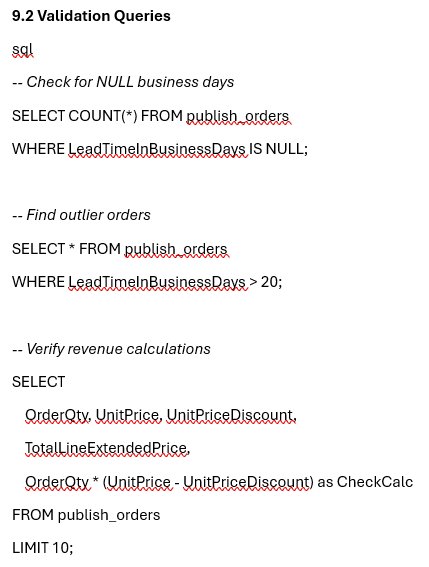 9.2 Validation Queries
sql
-- Check for NULL business days
SELECT COUNT(*) FROM publish_orders
WHERE LeadTimeInBusinessDays IS NULL;
-- Find outlier orders
SELECT * FROM publish_orders
WHERE LeadTimeInBusinessDays > 20;
-- Verify revenue calculations
SELECT
OrderQty, UnitPrice, UnitPriceDiscount,
TotalLineExtendedPrice,
OrderQty * (UnitPrice - UnitPriceDiscount) as CheckCalc
FROM publish_orders
LIMIT 10;